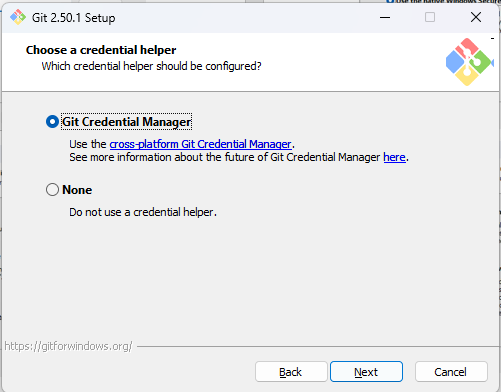 Git 2.50.1 Setup
Choose a credential helper
Which credential helper should be configured?
Git Credential Manager
Use the cross-platform Git Credential Manager.
See more information about the future of Git Credential Manager here.
None
Do not use a credential helper.
https://gitforwindows.org/
Back Next Cancel